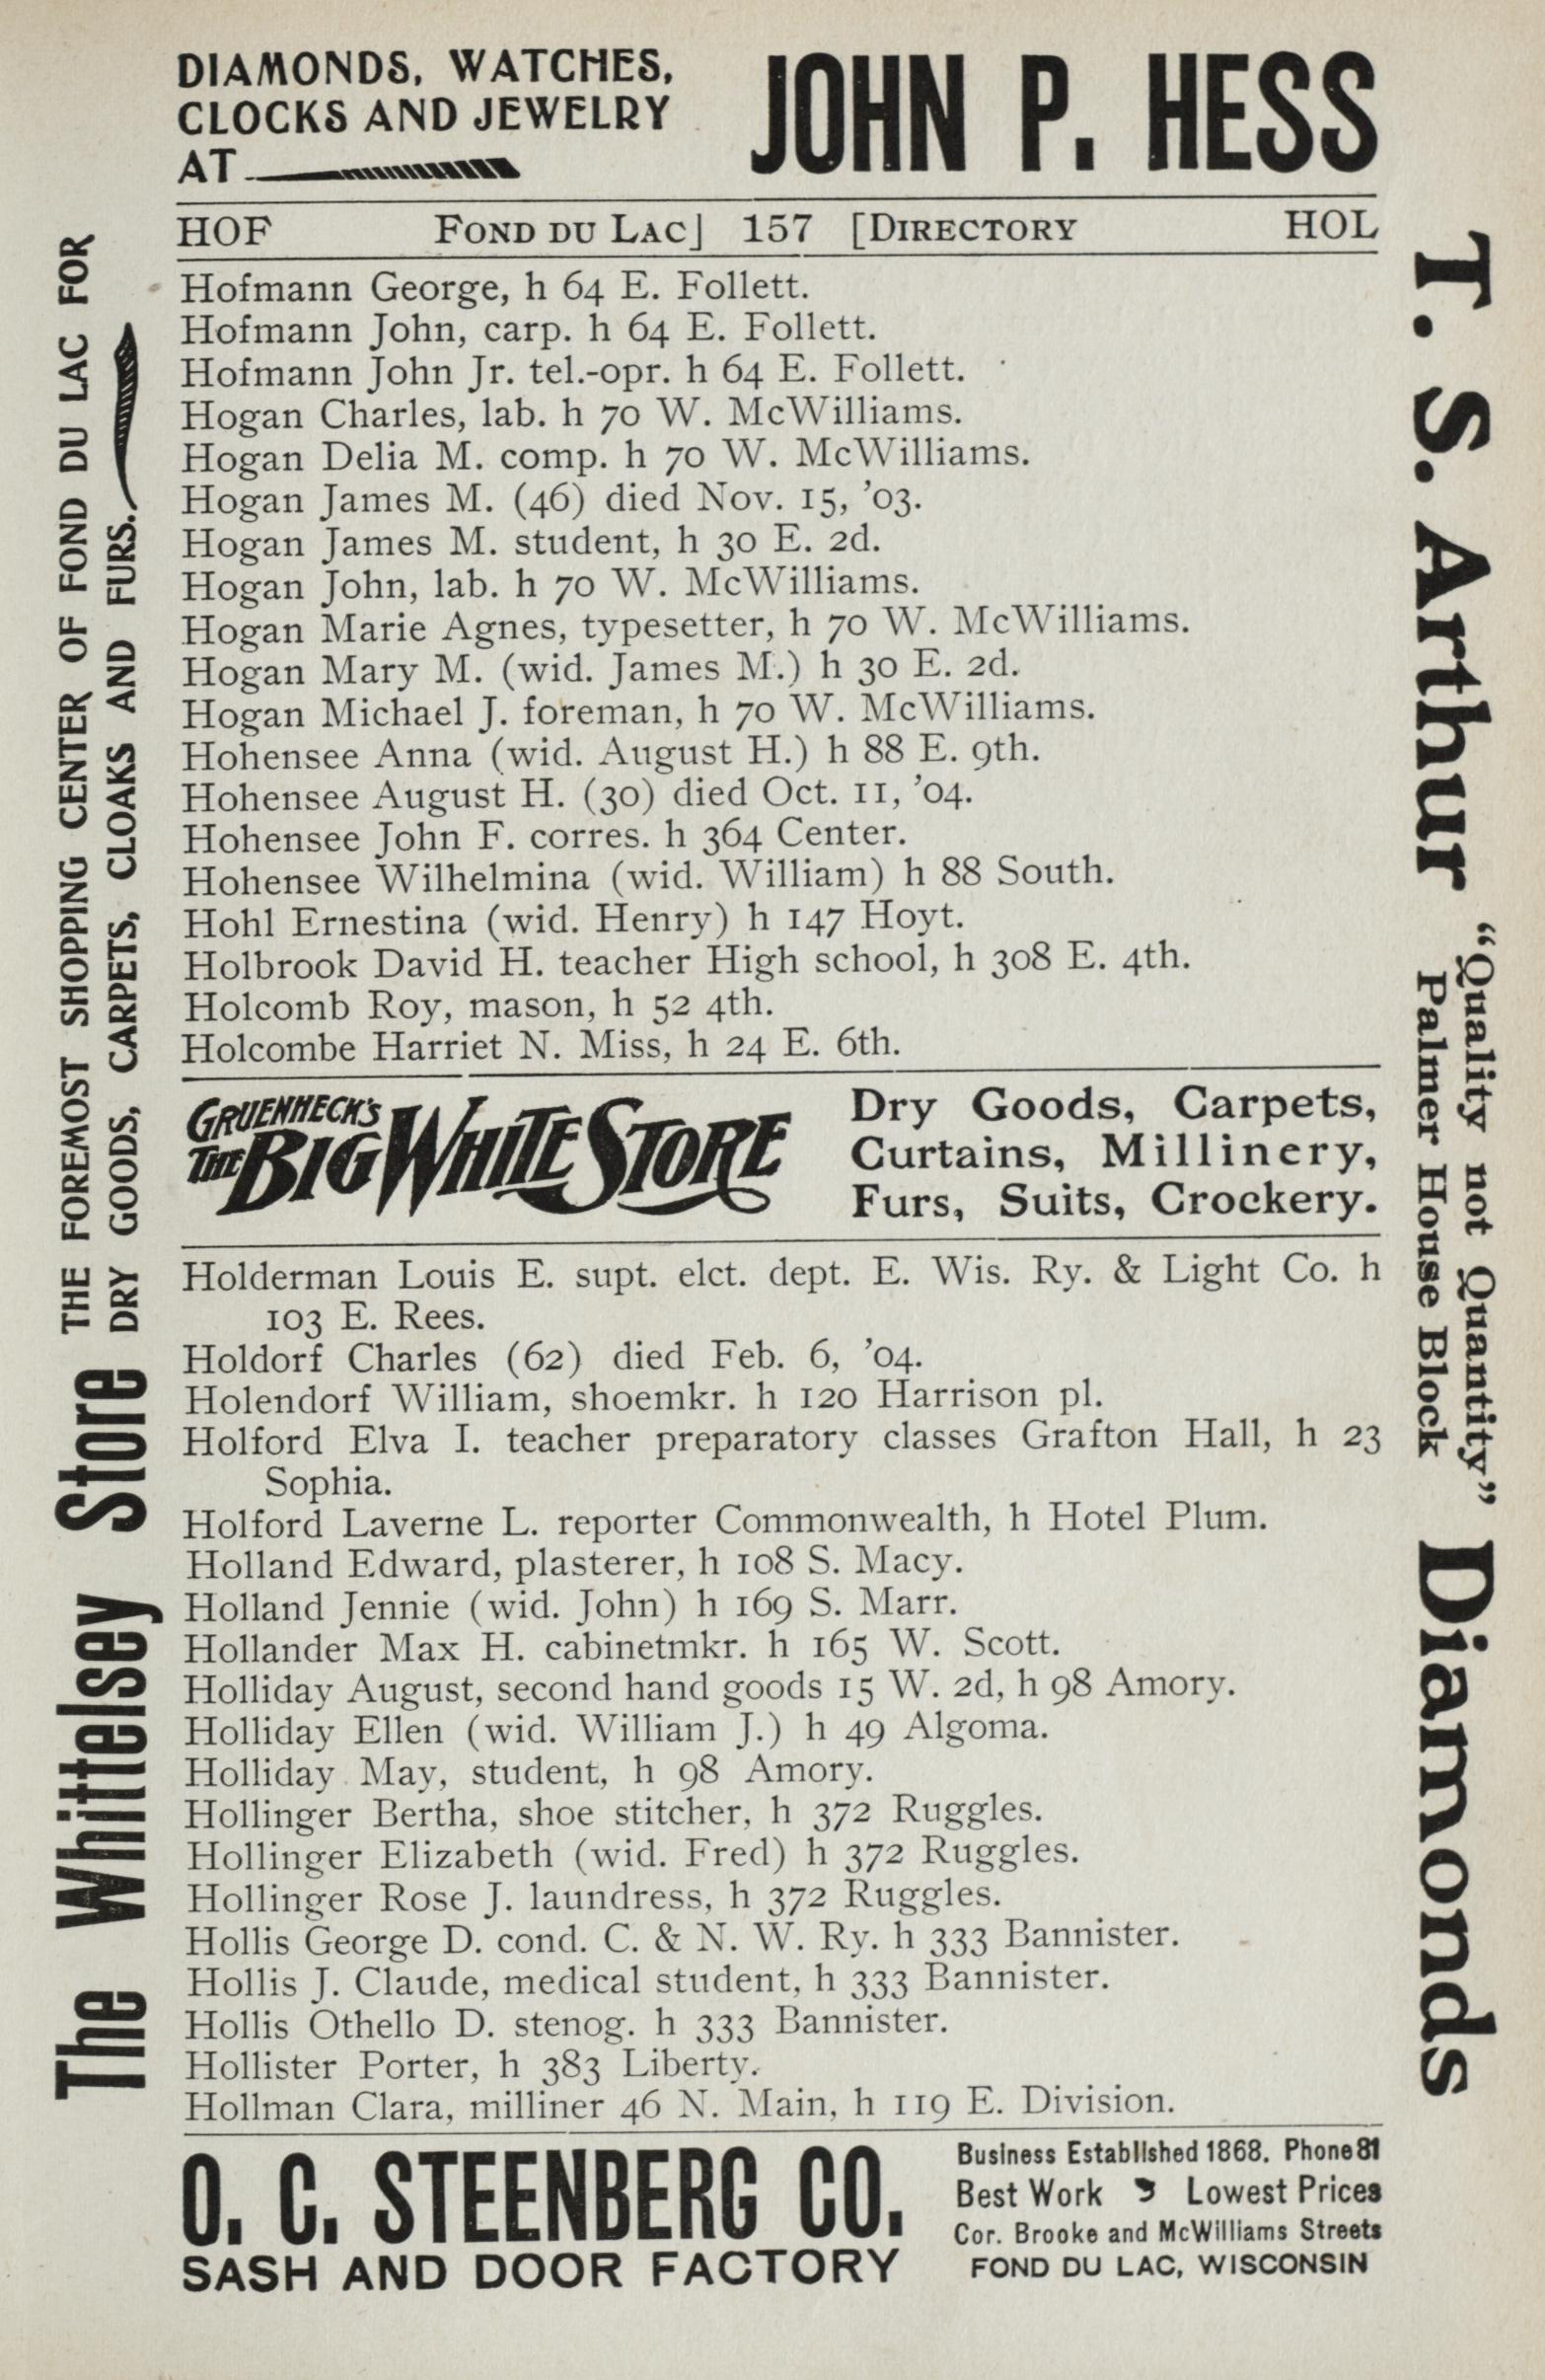 DIAMONDS, WATCHES,
CLOCKS AND JEWELRY
AT
JOHN P. HESS
HOF FOND DU LAC] 157 [DIRECTORY HOL
Hofmann George, h 64 E. Follett.
Hofmann John, carp. h 64 E. Follett.
Hofmann John Jr. tel.-opr. h 64 E. Follett.
Hogan Charles, lab. h 70 W. McWilliams.
Hogan Delia M. comp. h 70 W. McWilliams.
Hogan James M. (46) died Nov. 15, ’03.
Hogan James M. student, h 30 E. 2d.
Hogan John, lab. h 70 W. McWilliams.
Hogan Marie Agnes, typesetter, h 70 W. McWilliams.
Hogan Mary M. (wid. James M.) h 30 E. 2d.
Hogan Michael J. foreman, h 70 W. McWilliams.
Hohensee Anna (wid. August H.) h 88 E. 9th.
Hohensee August H. (30) died Oct. 11, ’04.
Hohensee John F. corres. h 364 Center.
Hohensee Wilhelmina (wid. William) h 88 South.
Hohl Ernestina (wid. Henry) h 147 Hoyt.
Holbrook David H. teacher High school, h 308 E. 4th.
Holcomb Roy, mason, h 52 4th.
Holcombe Harriet N. Miss, h 24 E. 6th.
GRUENHECK'S
THE BIG WHITE STORE
Dry Goods, Carpets,
Curtains, Millinery,
Furs, Suits, Crockery.
Holderman Louis E. supt. elct. dept. E. Wis. Ry. & Light Co. h
103 E. Rees.
Holdorf Charles (62) died Feb. 6, ’04.
Holendorf William, shoemkr. h 120 Harrison pl.
Holford Elva I. teacher preparatory classes Grafton Hall, h 23
Sophia.
Holford Laverne L. reporter Commonwealth, h Hotel Plum.
Holland Edward, plasterer, h 108 S. Macy.
Holland Jennie (wid. John) h 169 S. Marr.
Hollander Max H. cabinetmkr. h 165 W. Scott.
Holliday August, second hand goods 15 W. 2d, h 98 Amory.
Holliday Ellen (wid. William J.) h 49 Algoma.
Holliday May, student, h 98 Amory.
Hollinger Bertha, shoe stitcher, h 372 Ruggles.
Hollinger Elizabeth (wid. Fred) h 372 Ruggles.
Hollinger Rose J. laundress, h 372 Ruggles.
Hollis George D. cond. C. & N. W. Ry. h 333 Bannister.
Hollis J. Claude, medical student, h 333 Bannister.
Hollis Othello D. stenog. h 333 Bannister.
Hollister Porter, h 383 Liberty.
Hollman Clara, milliner 46 N. Main, h 119 E. Division.
O. C. STEENBERG CO.
SASH AND DOOR FACTORY
Business Established 1868. Phone 81
Best Work Lowest Prices
Cor. Brooke and McWilliams Streets
FOND DU LAC, WISCONSIN
The Whittelsey Store
THE FOREMOST SHOPPING CENTER OF FOND DU LAC FOR
DRY GOODS, CARPETS, CLOAKS AND FURS.
T. S. Arthur
“Quality not Quantity”
Palmer House Block
Diamonds